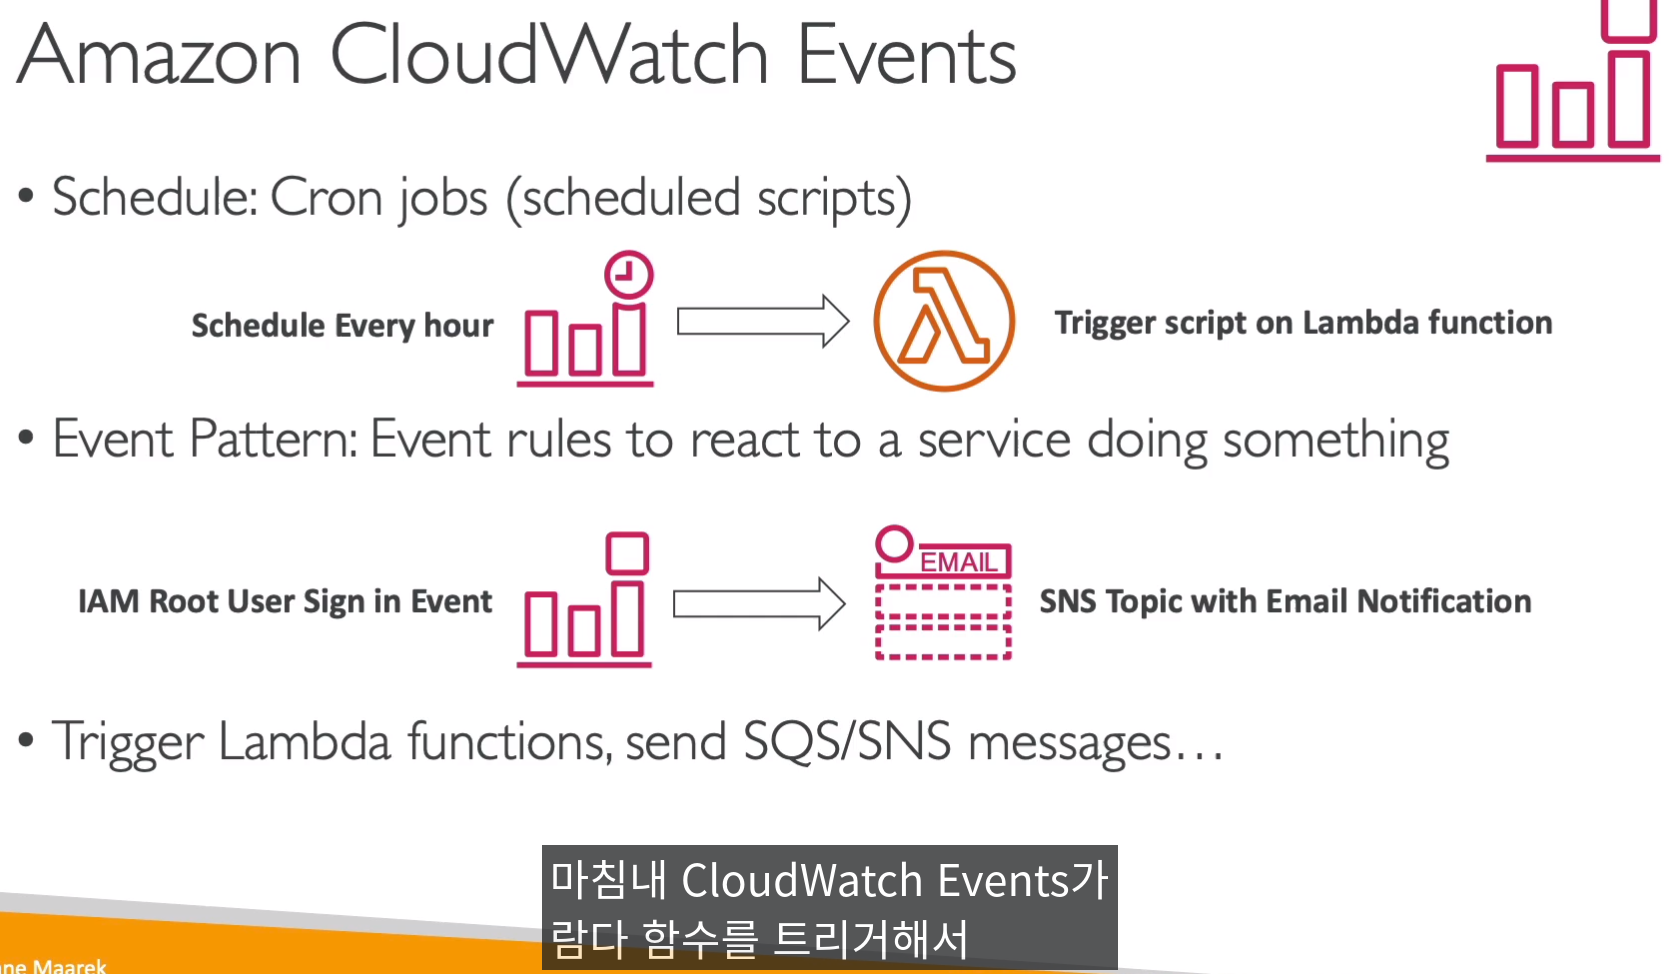 Amazon CloudWatch Events
• Schedule: Cron jobs (scheduled scripts)
Schedule Every hour
Trigger script on Lambda function
• Event Pattern: Event rules to react to a service doing something
IAM Root User Sign in Event
EMAIL
SNS Topic with Email Notification
• Trigger Lambda functions, send SQS/SNS messages…
마침내 CloudWatch Events가
람다 함수를 트리거해서
Maarek